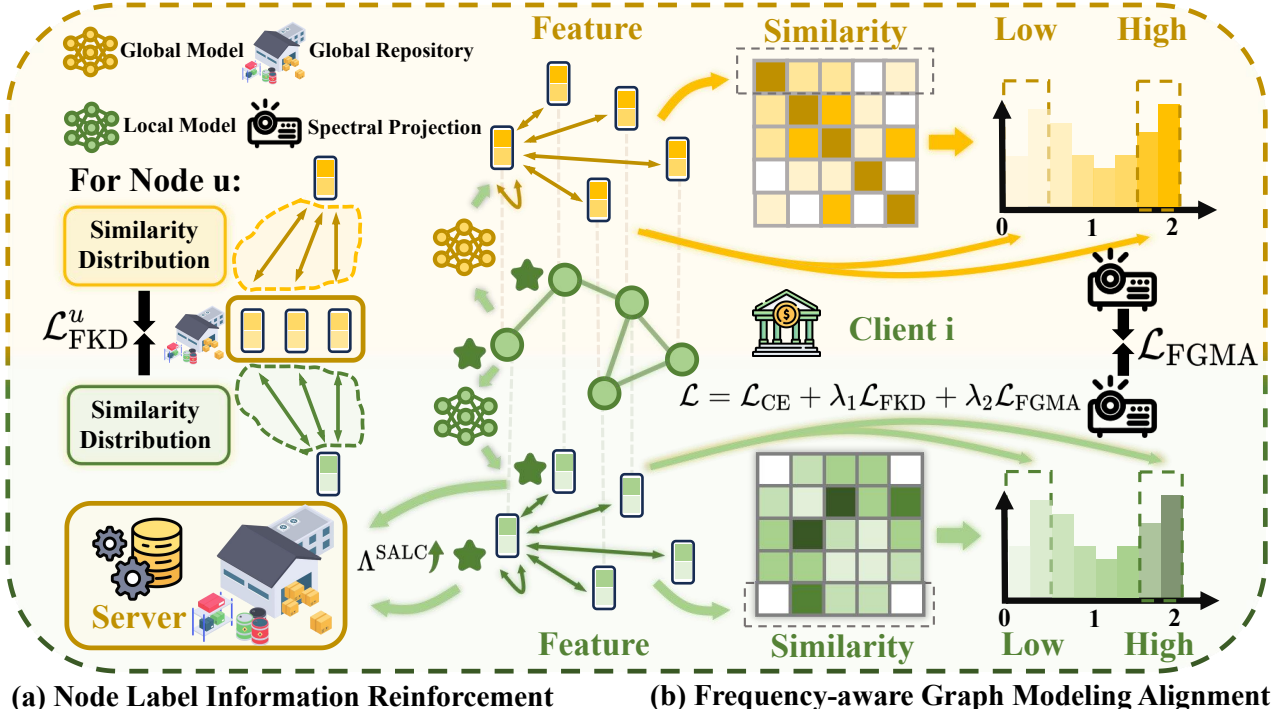 Feature
Similarity
Low
High
Global Model
Global Repository
Local Model
Spectral Projection
For Node u:
Similarity
Distribution
0
1
2
$\mathcal{L}^{u}_{\text{FKD}}$
$
Client i
$\mathcal{L}_{\text{FGMA}}$
$\mathcal{L} = \mathcal{L}_{\text{CE}} + \lambda_1 \mathcal{L}_{\text{FKD}} + \lambda_2 \mathcal{L}_{\text{FGMA}}$
Similarity
Distribution
Server
$\Lambda^{\text{SALC}}$
Feature
Similarity
0
1
2
Low
High
(a) Node Label Information Reinforcement
(b) Frequency-aware Graph Modeling Alignment